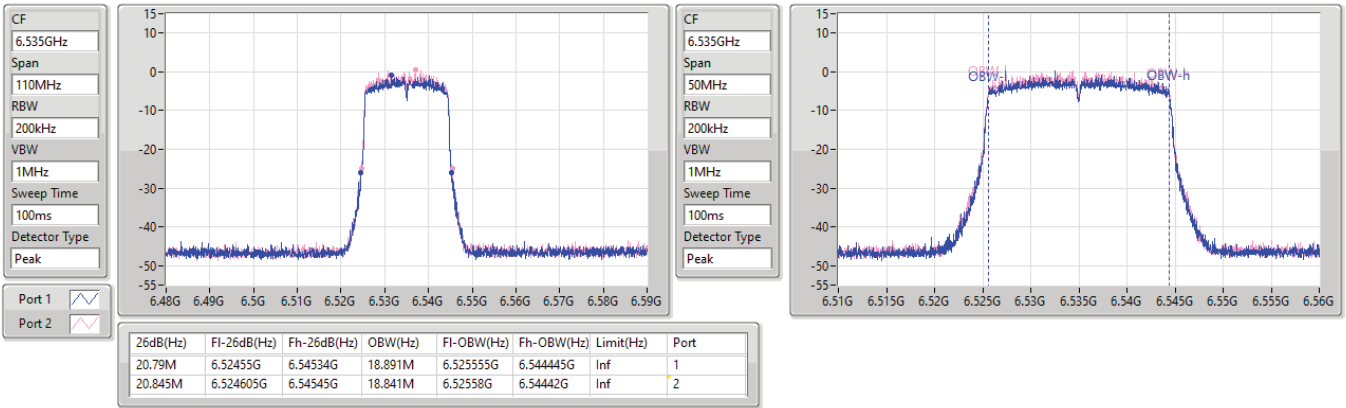 CF
6.535GHz
Span
110MHz
RBW
200kHz
VBW
1MHz
Sweep Time
100ms
Detector Type
Peak
Port 1
Port 2
15
10
0
-10
-20
-30
-40
-50
-55
6.48G 6.49G 6.5G 6.51G 6.52G 6.53G 6.54G 6.55G 6.56G 6.57G 6.58G 6.59G
CF
6.535GHz
Span
50MHz
RBW
200kHz
VBW
1MHz
Sweep Time
100ms
Detector Type
Peak
15
10
0
-10
-20
-30
-40
-50
-55
OBW-l OBW-h
6.51G 6.515G 6.52G 6.525G 6.53G 6.535G 6.54G 6.545G 6.55G 6.555G 6.56G
26dB(Hz) Fl-26dB(Hz) Fh-26dB(Hz) OBW(Hz) Fl-OBW(Hz) Fh-OBW(Hz) Limit(Hz) Port
20.79M 6.52455G 6.54534G 18.891M 6.525555G 6.544445G Inf 1
20.845M 6.524605G 6.54545G 18.841M 6.52558G 6.54442G Inf 2